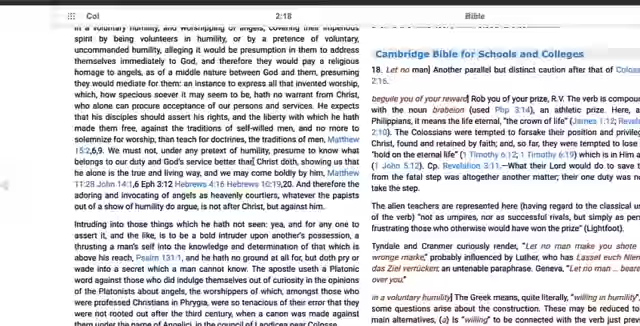 Col
2:18
Bible
in a voluntary humility, and worshipping of angels, covering their impetuous
spirit by being volunteers in humility, or by a pretence of voluntary,
uncommanded humility, alleging it would be presumption in them to address
themselves immediately to God, and therefore they would pay a religious
homage to angels, as of a middle nature between God and them, presuming
they would mediate for them: an instance to express all that invented worship,
which, how specious soever it may seem to be, hath no warrant from Christ,
who alone can procure acceptance of our persons and services. He expects
that his disciples should assert his rights, and the liberty with which he hath
made them free, against the traditions of self-willed men, and no more to
solemnize for worship, than teach for doctrines, the traditions of men, Matthew
15:2,6,9. We must not, under any pretext of humility, presume to know what
belongs to our duty and God's service better than Christ doth, showing us that
he alone is the true and living way, and we may come boldly by him, Matthew
11:28 John 14:1,6 Eph 3:12 Hebrews 4:16 Hebrews 10:19,20. And therefore the
adoring and invocating of angels as heavenly courtiers, whatever the papists
out of a show of humility do argue, is not after Christ, but against him.
Intruding into those things which he hath not seen: yea, and for any one to
assert it, and the like, is to be a bold intruder upon another's possession, a
thrusting a man's self into the knowledge and determination of that which is
above his reach, Psalm 131:1, and he hath no ground at all for, but doth pry or
wade into a secret which a man cannot know. The apostle useth a Platonic
word against those who did indulge themselves out of curiosity in the opinions
of the Platonists about angels, the worshippers of which, amongst those who
were professed Christians in Phrygia, were so tenacious of their error that they
were not rooted out after the third century, when a canon was made against
them under the name of Angelici, in the council of Laodicea near Colosse.
Cambridge Bible for Schools and Colleges
18. Let no man] Another parallel but distinct caution after that of Coloss
2:16.
beguile you of your reward] Rob you of your prize, R.V. The verb is compoun
with the noun brabeion (used Php 3:14), an athletic prize. Here, a
Philippians, it means the life eternal, "the crown of life" (James 1:12; Revela
2:10). The Colossians were tempted to forsake their position and privileg
Christ, found and retained by faith; and, so far, they were tempted to lose
"hold on the eternal life" (1 Timothy 6:12; 1 Timothy 6:19) which is in Him a
(1 John 5:12). Cp. Revelation 3:11.—What their Lord would do to save t
from the fatal step was altogether another matter; their one duty was no
take the step.
The alien teachers are represented here (having regard to the classical us
of the verb) "not as umpires, nor as successful rivals, but simply as per
frustrating those who otherwise would have won the prize" (Lightfoot).
Tyndale and Cranmer curiously render, "Let no man make you shote
wronge marke," probably influenced by Luther, who has Lasset euch Nien
das Ziel verrücken; an untenable paraphrase. Geneva, "Let no man … beare
over you."
in a voluntary humility] The Greek means, quite literally, "willing in humility"
some questions arise about the construction. These may be reduced to
main alternatives, (a) Is "willing" to be connected with the verb just prev